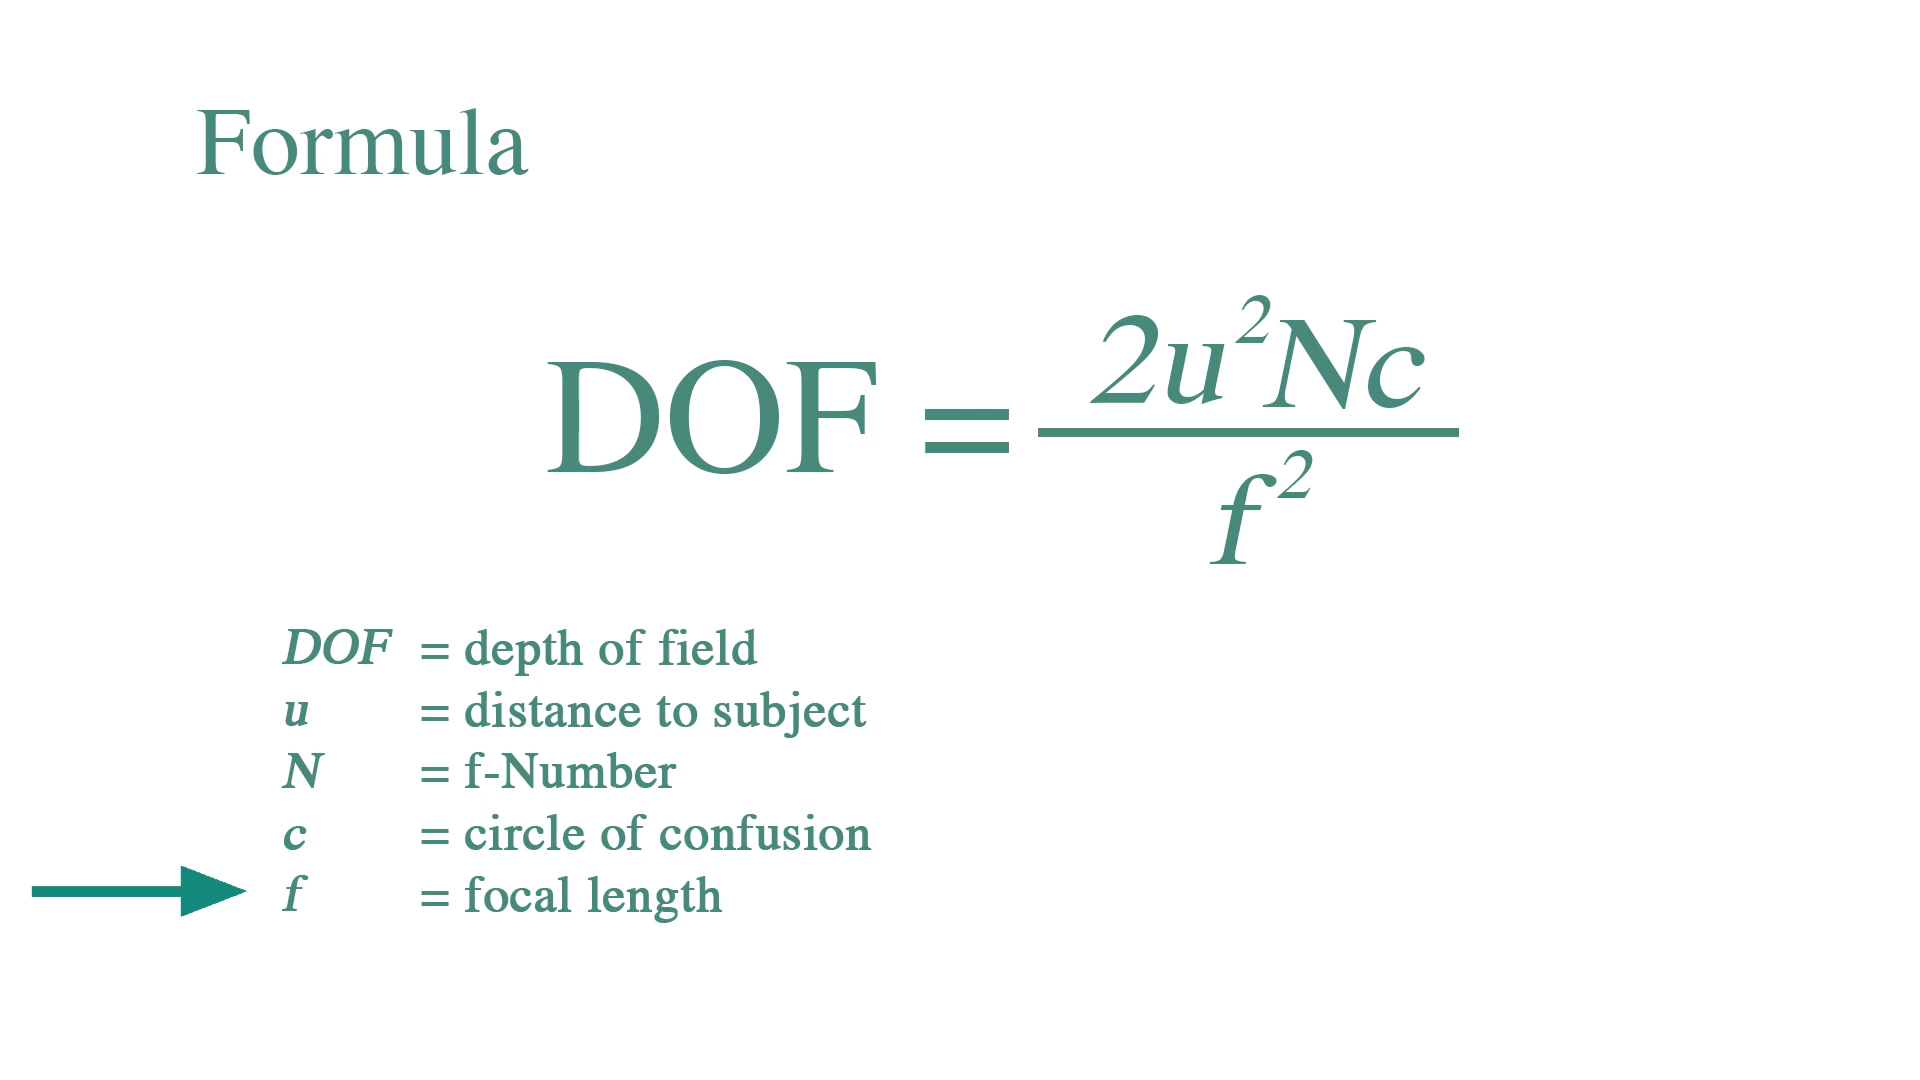 Formula
DOF = 2u²Nc / f²
DOF = depth of field
u = distance to subject
N = f-Number
c = circle of confusion
f = focal length